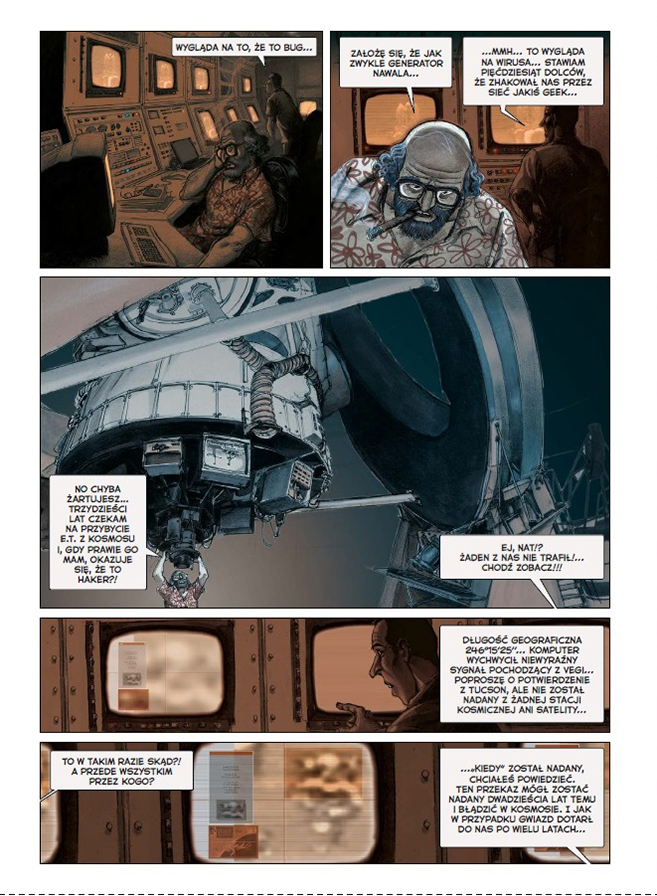 WYGLĄDA NA TO, ŻE TO BUG...
ZAŁOŻĘ SIĘ, ŻE JAK
ZWYKLE GENERATOR
NAWALA...
...MMH... TO WYGLĄDA
NA WIRUSA... STAWIAM
PIĘĆDZIESIĄT DOLCÓW,
ŻE ZHAKOWAŁ NAS PRZEZ
SIEĆ JAKIŚ GEEK...
NO CHYBA
ŻARTUJESZ...
TRZYDZIEŚCI
LAT CZEKAM
NA PRZYBYCIE
E.T. Z KOSMOSU
I, GDY PRAWIE GO
MAM, OKAZUJE
SIĘ, ŻE TO
HAKER?!
EJ, NAT!?
ŻADEN Z NAS NIE TRAFIŁ!...
CHODŹ ZOBACZ!!!
DŁUGOŚĆ GEOGRAFICZNA
246°15'25"... KOMPUTER
WYCHWYCIŁ NIEWYRAŹNY
SYGNAŁ POCHODZĄCY Z VEGI...
POPROSZĘ O POTWIERDZENIE
Z TUCSON, ALE NIE ZOSTAŁ
NADANY Z ŻADNEJ STACJI
KOSMICZNEJ ANI SATELITY...
TO W TAKIM RAZIE SKĄD?!
A PRZEDE WSZYSTKIM
PRZEZ KOGO?
...„KIEDY" ZOSTAŁ NADANY,
CHCIAŁEŚ POWIEDZIEĆ.
TEN PRZEKAZ MÓGŁ ZOSTAĆ
NADANY DWADZIEŚCIA LAT TEMU
I BŁĄDZIĆ W KOSMOSIE. I JAK
W PRZYPADKU GWIAZD DOTARŁ
DO NAS PO WIELU LATACH...